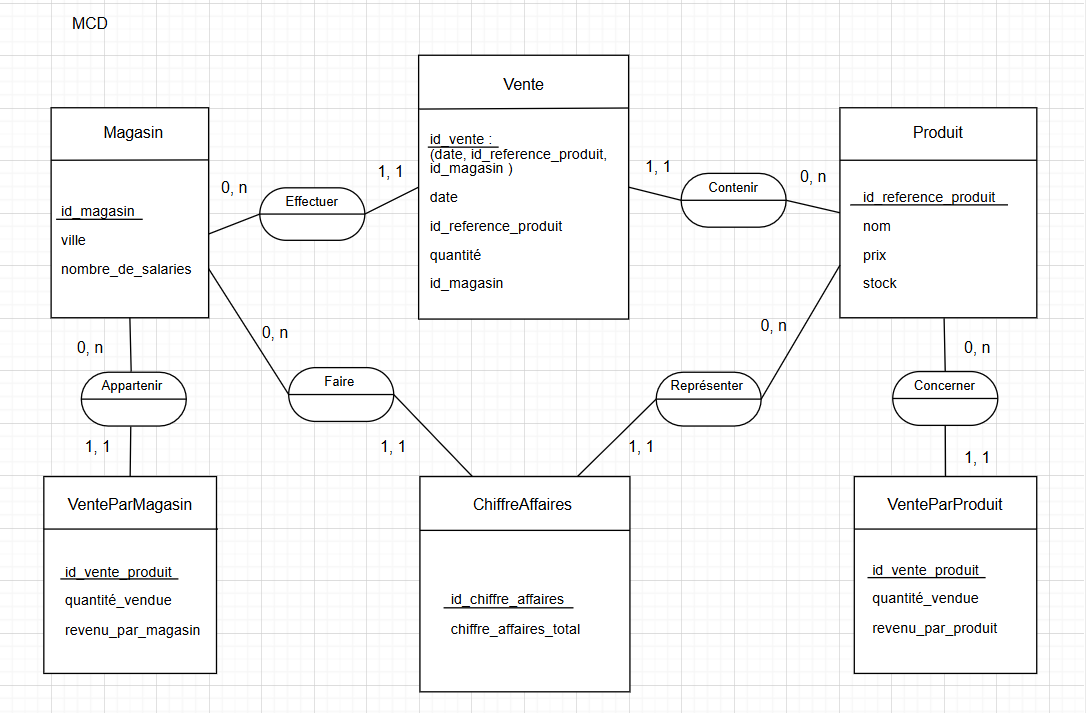 MCD
Vente
Magasin
Produit
id_vente :
(date, id_reference_produit,
id_magasin )
date
id_reference_produit
quantité
id_magasin
1, 1
0, n
Effectuer
1, 1
Contenir
0, n
id_magasin
ville
nombre_de_salaries
id_reference_produit
nom
prix
stock
0, n
0, n
0, n
0, n
Appartenir
Faire
Représenter
Concerner
1, 1
1, 1
1, 1
1, 1
VenteParMagasin
ChiffreAffaires
VenteParProduit
id_vente_produit
quantité_vendue
revenu_par_magasin
id_chiffre_affaires
chiffre_affaires_total
id_vente_produit
quantité_vendue
revenu_par_produit